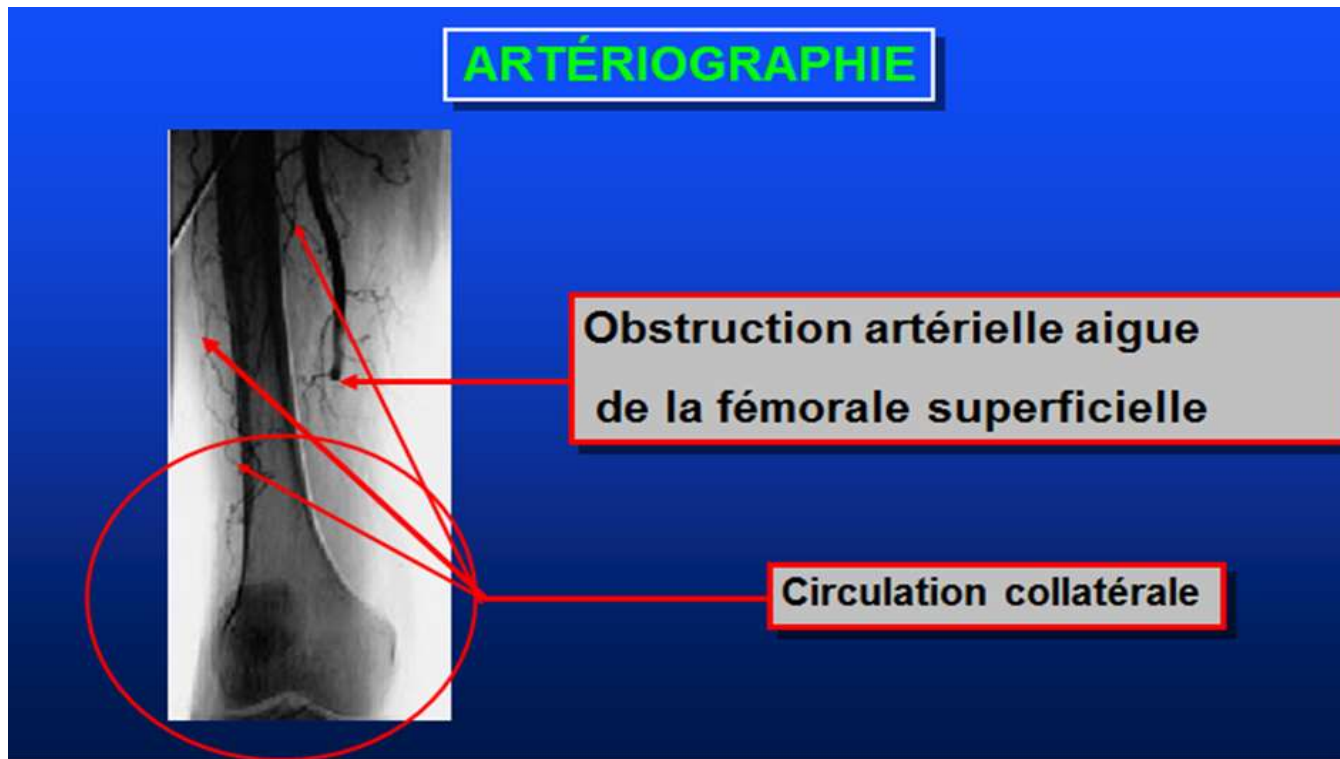 ARTÉRIOGRAPHIE
Obstruction artérielle aigue
de la fémorale superficielle
Circulation collatérale